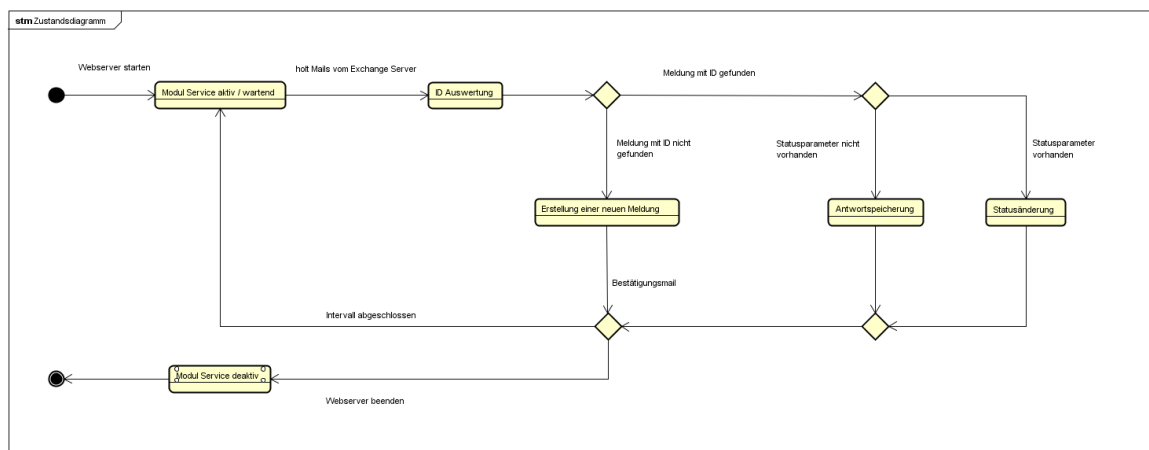 stm Zustandsdiagramm
Webserver starten
holt Mails vom Exchange Server
Meldung mit ID gefunden
Modul Service aktiv / wartend
ID Auswertung
Meldung mit ID nicht
gefunden
Statusparameter nicht
vorhanden
Statusparameter
vorhanden
Erstellung einer neuen Meldung
Antwortspeicherung
Statusänderung
Bestätigungsmail
Intervall abgeschlossen
Modul Service deaktiv
Webserver beenden